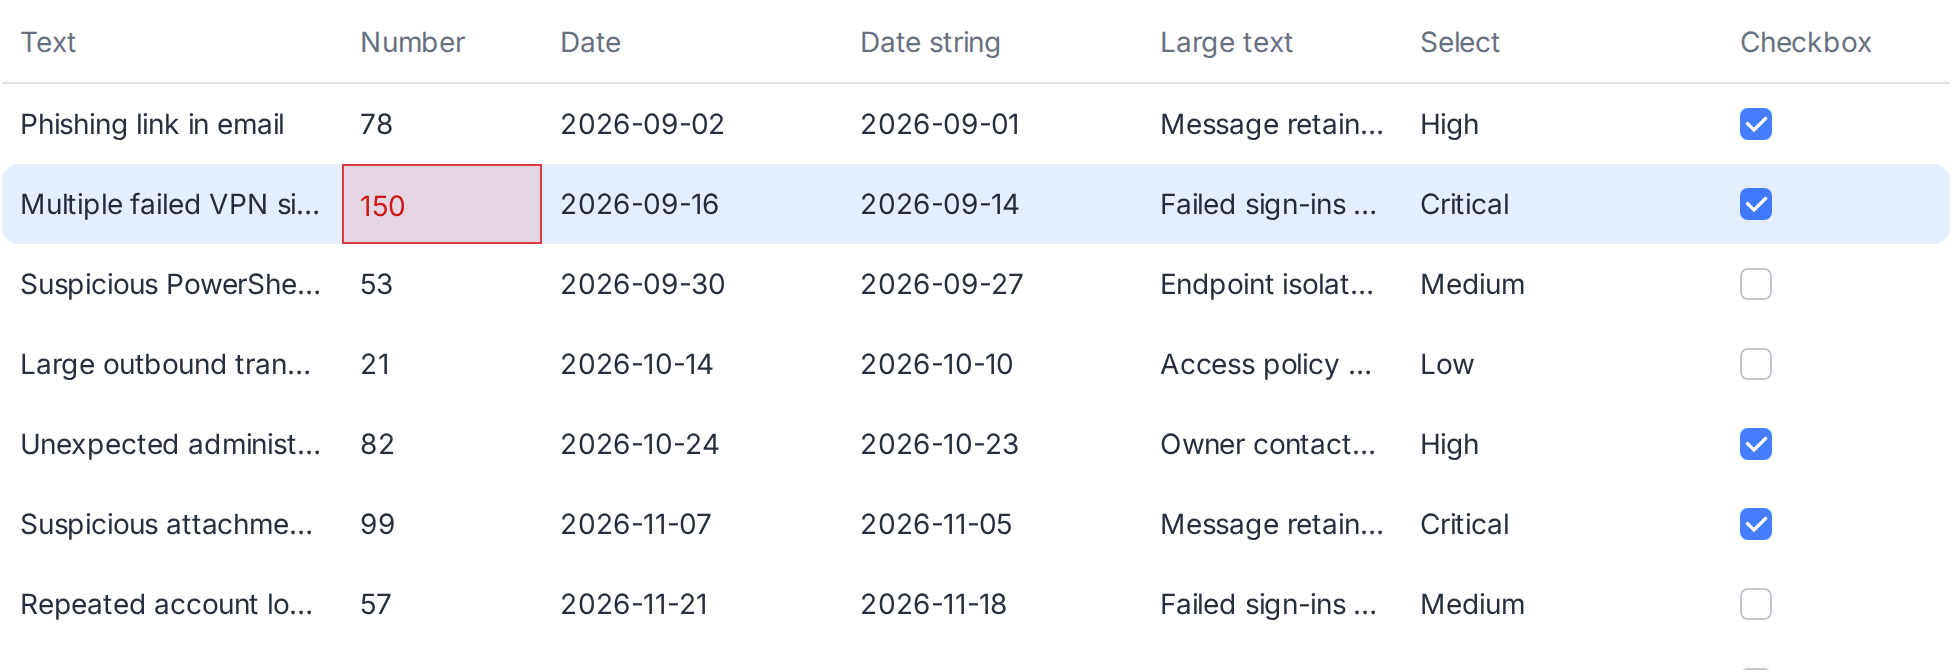 Text Number Date Date string Large text Select Checkbox
Phishing link in email 78 2026-09-02 2026-09-01 Message retain... High
Multiple failed VPN si... 150 2026-09-16 2026-09-14 Failed sign-ins ... Critical
Suspicious PowerShe... 53 2026-09-30 2026-09-27 Endpoint isolat... Medium
Large outbound tran... 21 2026-10-14 2026-10-10 Access policy ... Low
Unexpected administ... 82 2026-10-24 2026-10-23 Owner contact... High
Suspicious attachme... 99 2026-11-07 2026-11-05 Message retain... Critical
Repeated account lo... 57 2026-11-21 2026-11-18 Failed sign-ins ... Medium